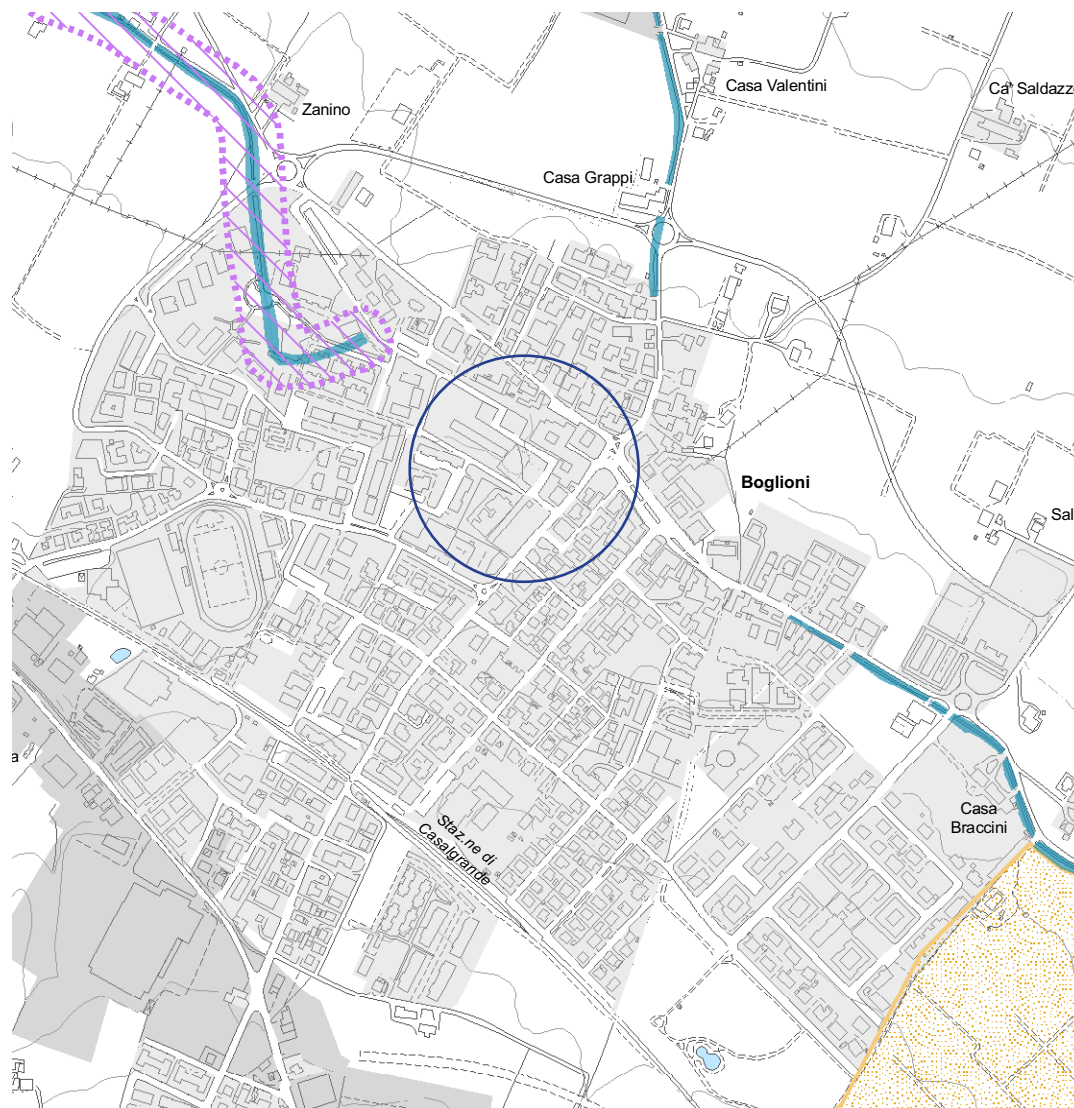 Casa Valentini
Ca' Saldazz
Zanino
Casa Grappi
Boglioni
Sal
a
Casa
Braccini
Staz.ne di
Casalgrande